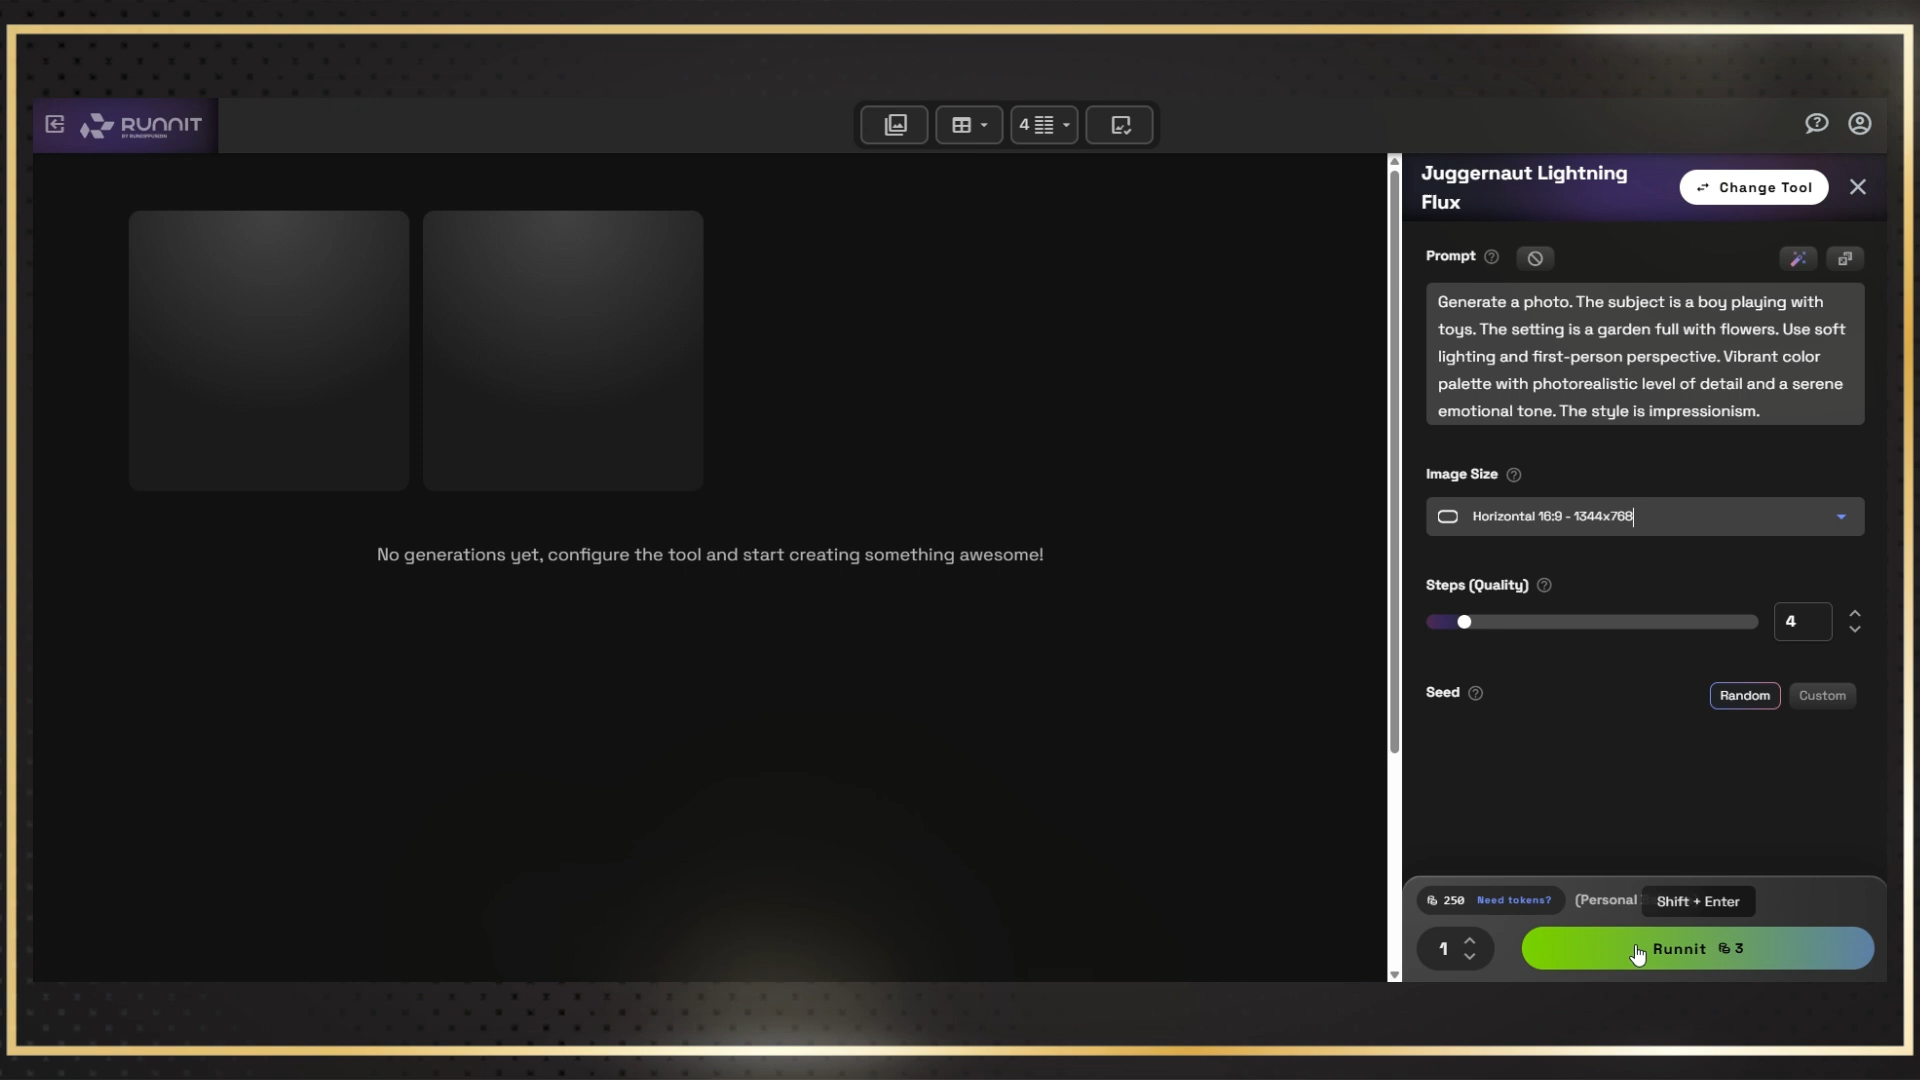 RUNNIT
BY RUNDIFFUSION
4
Juggernaut Lightning
Flux
Change Tool
Prompt
Generate a photo. The subject is a boy playing with
toys. The setting is a garden full with flowers. Use soft
lighting and first-person perspective. Vibrant color
palette with photorealistic level of detail and a serene
emotional tone. The style is impressionism.
Image Size
Horizontal 16:9 - 1344x768
No generations yet, configure the tool and start creating something awesome!
Steps (Quality)
4
Seed
Random
Custom
250 Need tokens? (Personal
Shift + Enter
1
Runnit 3